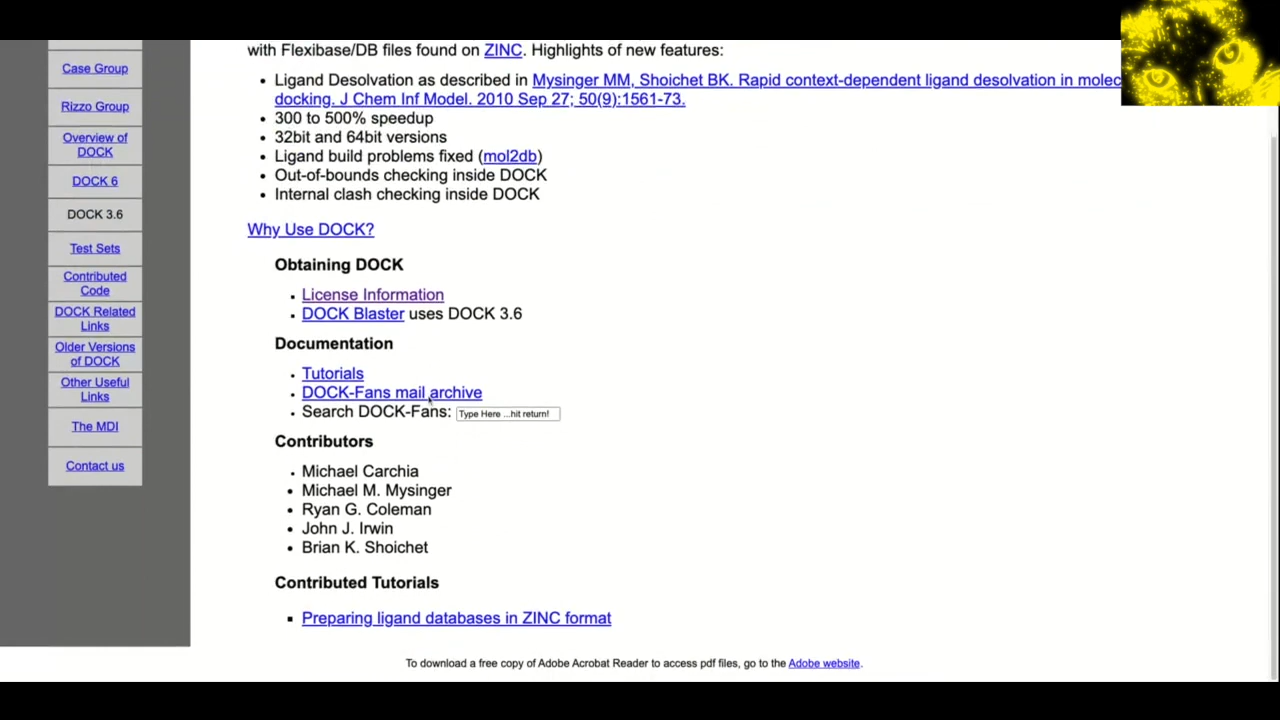 Case Group
Rizzo Group
Overview of
DOCK
DOCK 6
DOCK 3.6
Test Sets
Contributed
Code
DOCK Related
Links
Older Versions
of DOCK
Other Useful
Links
The MDI
Contact us
with Flexibase/DB files found on ZINC. Highlights of new features:
Ligand Desolvation as described in Mysinger MM, Shoichet BK. Rapid context-dependent ligand desolvation in
docking. J Chem Inf Model. 2010 Sep 27; 50(9):1561-73.
300 to 500% speedup
32bit and 64bit versions
Ligand build problems fixed (mol2db)
Out-of-bounds checking inside DOCK
Internal clash checking inside DOCK
Why Use DOCK?
Obtaining DOCK
License Information
DOCK Blaster uses DOCK 3.6
Documentation
Tutorials
DOCK-Fans mail archive
Search DOCK-Fans: Type Here ...hit return!
Contributors
Michael Carchia
Michael M. Mysinger
Ryan G. Coleman
John J. Irwin
Brian K. Shoichet
Contributed Tutorials
Preparing ligand databases in ZINC format
To download a free copy of Adobe Acrobat Reader to access pdf files, go to the Adobe website.